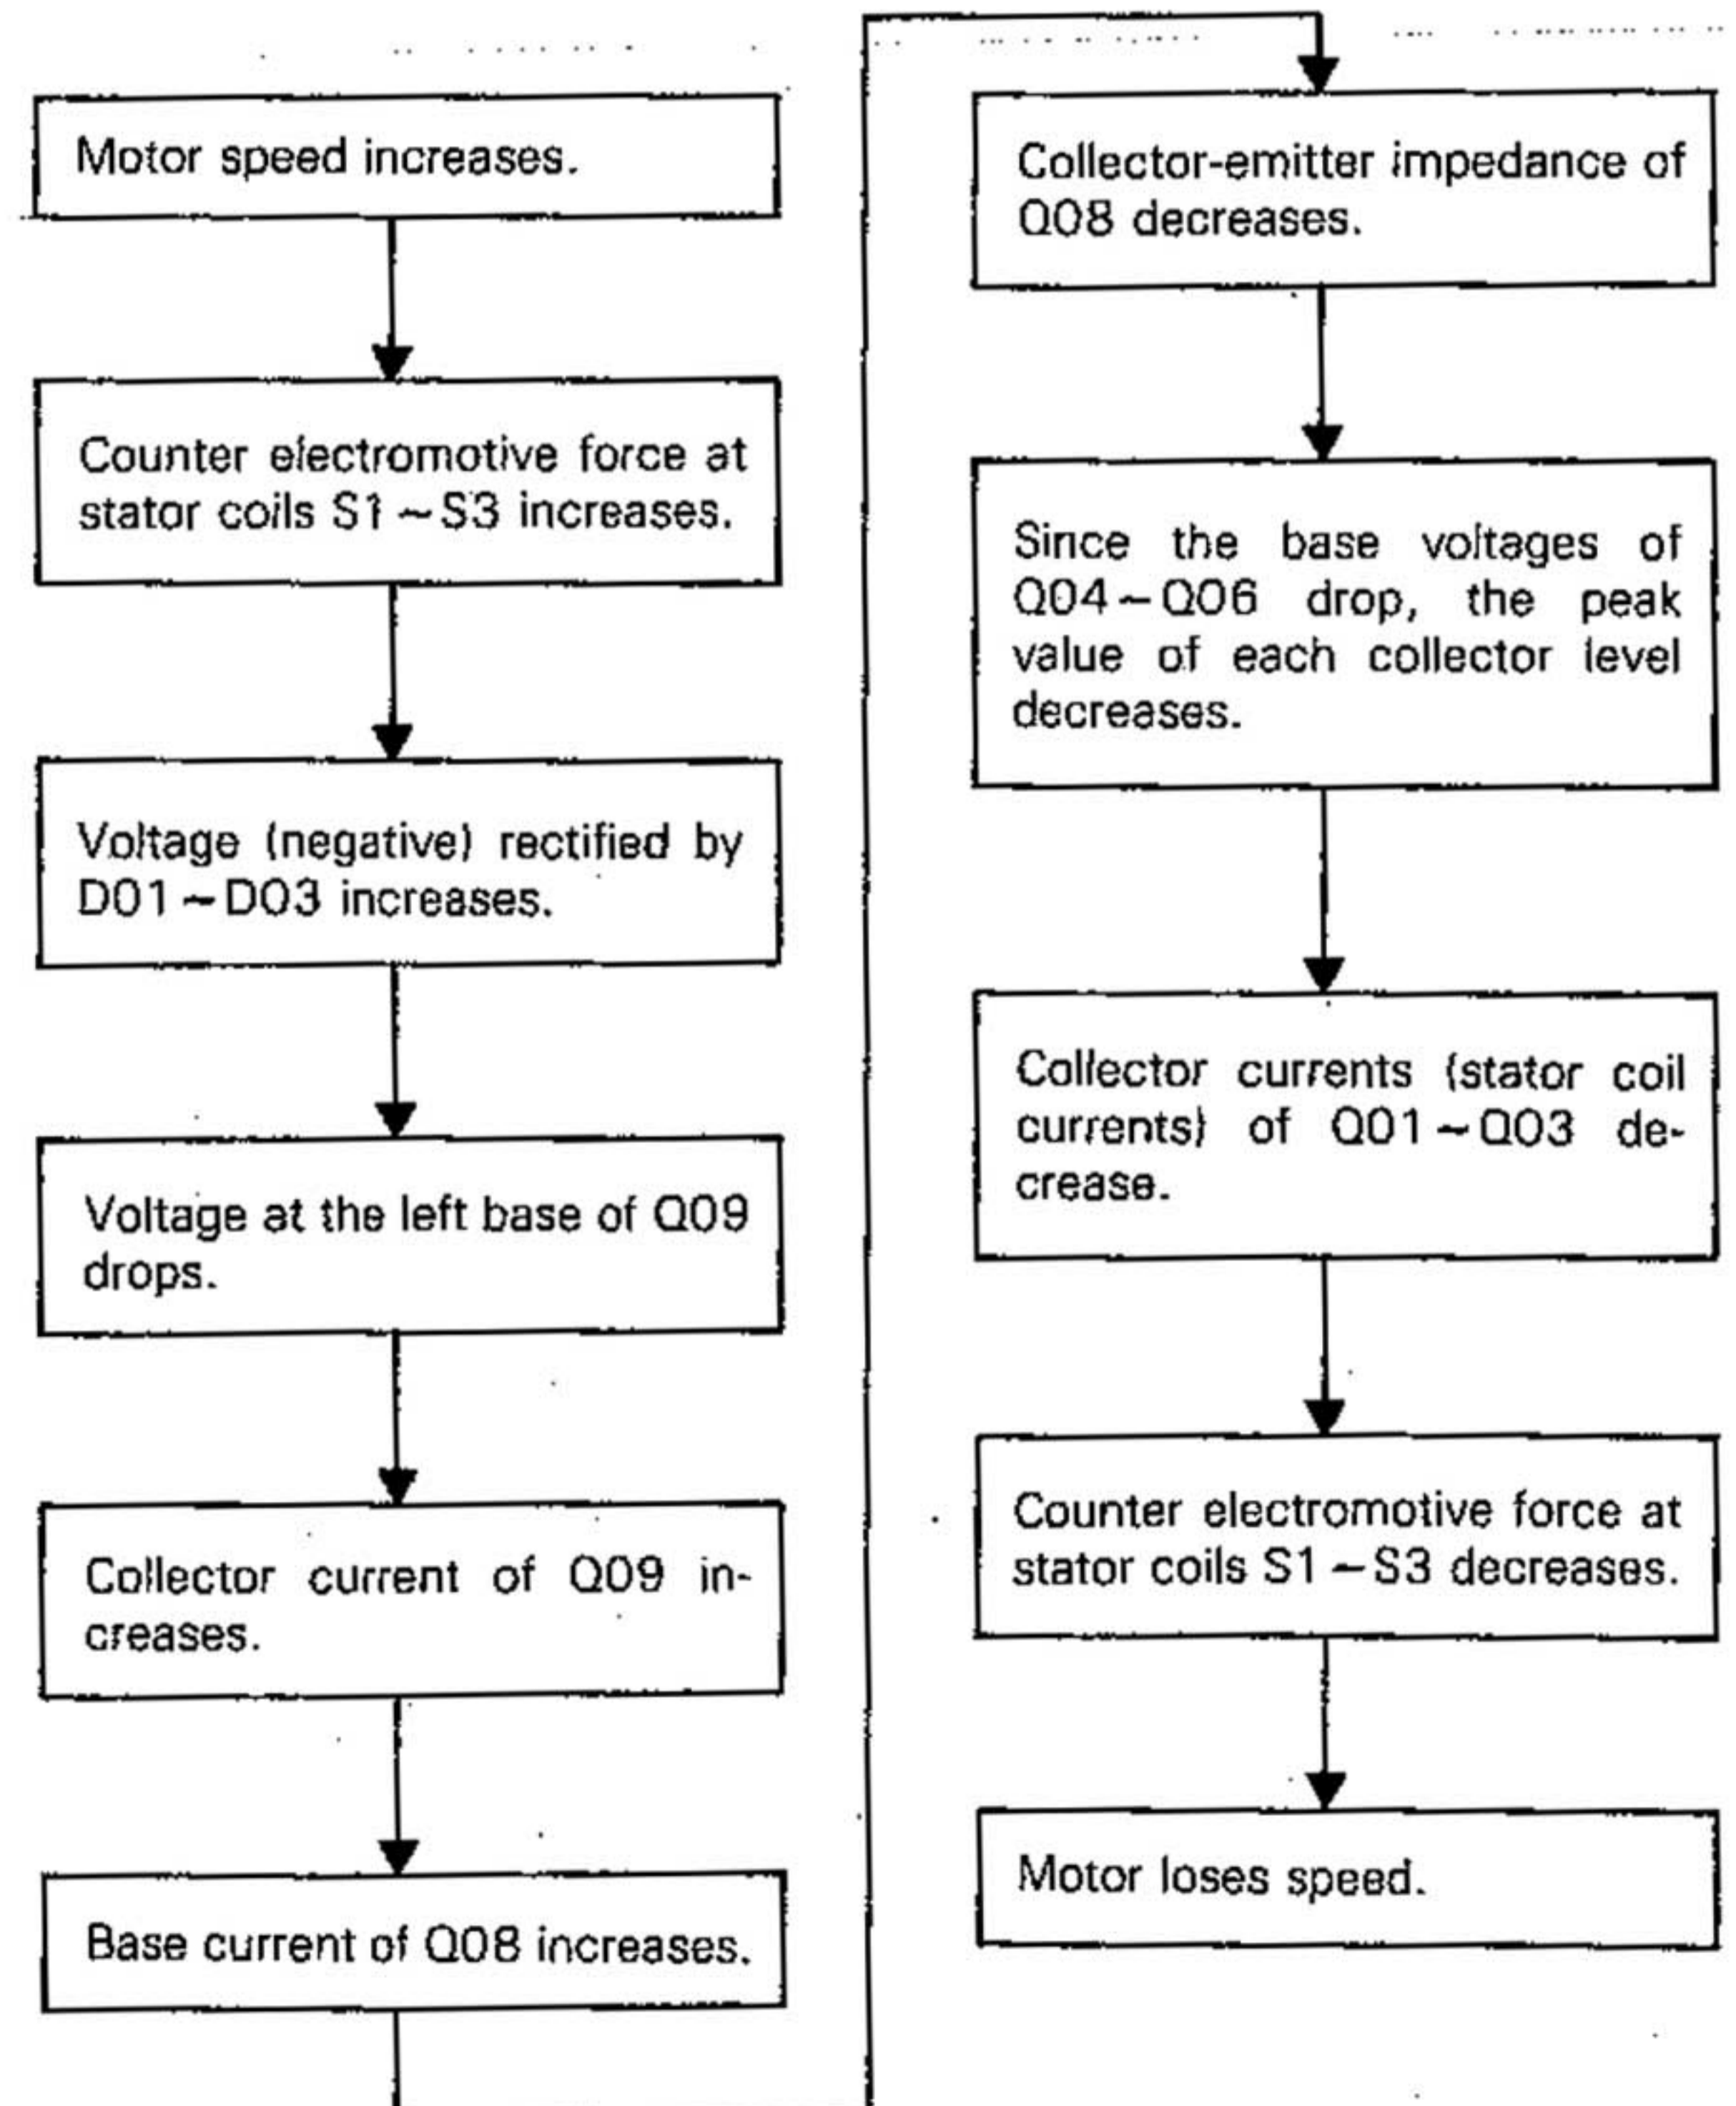 Motor speed increases.
Counter electromotive force at
stator coils S1~S3 increases.
Voltage (negative) rectified by
D01~D03 increases.
Voltage at the left base of Q09
drops.
Collector current of Q09 in-
creases.
Base current of Q08 increases.
Collector-emitter impedance of
Q08 decreases.
Since the base voltages of
Q04~Q06 drop, the peak
value of each collector level
decreases.
Collector currents (stator coil
currents) of Q01~Q03 de-
crease.
Counter electromotive force at
stator coils S1~S3 decreases.
Motor loses speed.